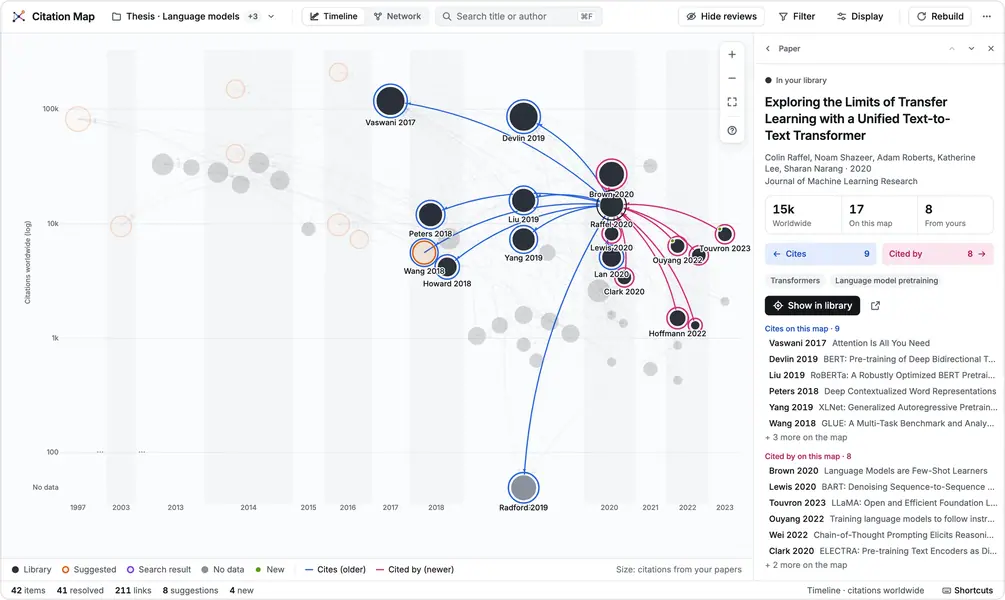 Citation Map
Thesis · Language models +3
Timeline
Network
Search title or author ⌘F
Hide reviews
Filter
Display
Rebuild
Paper
In your library
Exploring the Limits of Transfer
Learning with a Unified Text-to-
Text Transformer
Colin Raffel, Noam Shazeer, Adam Roberts, Katherine
Lee, Sharan Narang · 2020
Journal of Machine Learning Research
15k 17 8
Worldwide On this map From yours
← Cites 9
Cited by 8 →
Transformers
Language model pretraining
Show in library
Cites on this map · 9
Vaswani 2017 Attention Is All You Need
Devlin 2019 BERT: Pre-training of Deep Bidirectional T...
Liu 2019 RoBERTa: A Robustly Optimized BERT Pretrai...
Peters 2018 Deep Contextualized Word Representations
Yang 2019 XLNet: Generalized Autoregressive Pretrain...
Wang 2018 GLUE: A Multi-Task Benchmark and Analy...
+ 3 more on the map
Cited by on this map · 8
Brown 2020 Language Models are Few-Shot Learners
Lewis 2020 BART: Denoising Sequence-to-Sequence ...
Touvron 2023 LLaMA: Open and Efficient Foundation L...
Ouyang 2022 Training language models to follow instr...
Wei 2022 Chain-of-Thought Prompting Elicits Reasoni...
Clark 2020 ELECTRA: Pre-training Text Encoders as Di...
+ 2 more on the map
Citations worldwide (log)
100k
10k
1k
100
No data
Vaswani 2017
Devlin 2019
Brown 2020
Raffel 2020
Liu 2019
Peters 2018
Lewis 2020
Touvron 2023
Yang 2019
Ouyang 2022
Wang 2018
Lan 2020
Howard 2018
Clark 2020
Hoffmann 2022
Radford 2019
1997 2003 2013 2014 2015 2016 2017 2018 2020 2021 2022 2023
Library
Suggested
Search result
No data
New
Cites (older)
Cited by (newer)
Size: citations from your papers
42 items 41 resolved 211 links 8 suggestions 4 new
Timeline · citations worldwide
Shortcuts